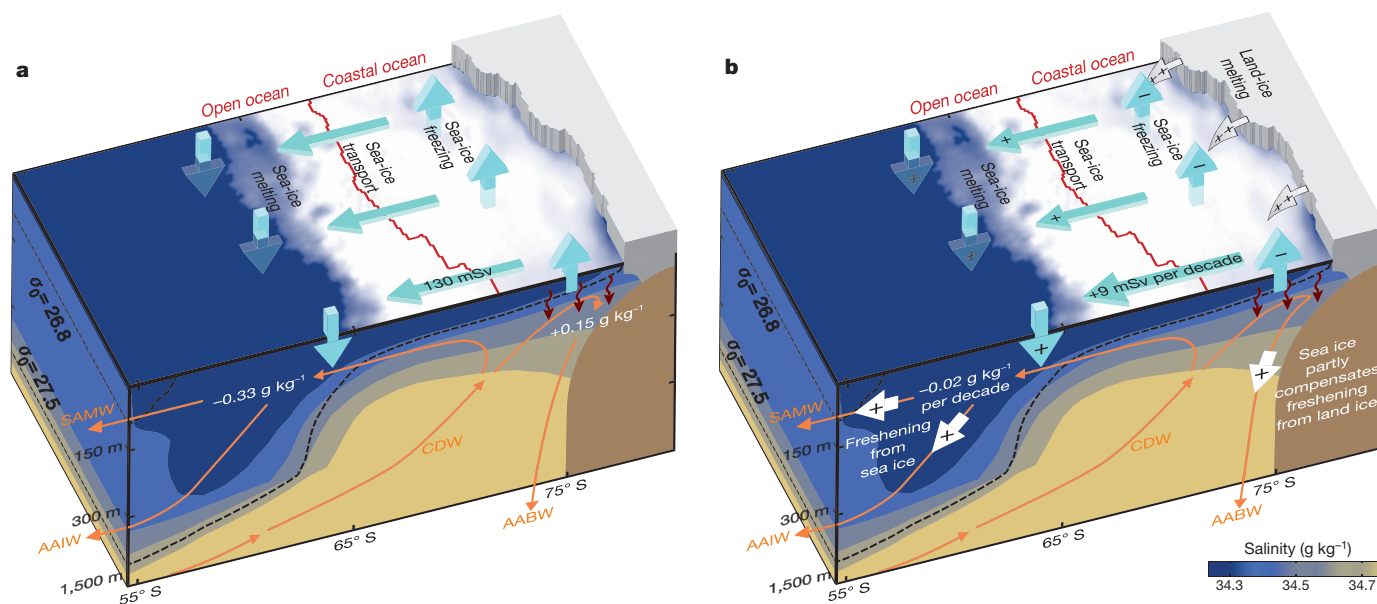 a
Open ocean
Coastal ocean
Sea-ice
melting
Sea-ice
transport
Sea-ice
freezing
130 mSv
σ₀= 26.8
σ₀= 27.5
+0.15 g kg⁻¹
−0.33 g kg⁻¹
SAMW
CDW
AAIW
AABW
150 m
300 m
1,500 m
55° S
65° S
75° S
b
Open ocean
Coastal ocean
Land-ice
melting
Sea-ice
melting
Sea-ice
transport
Sea-ice
freezing
+ + + + + +
+ +
+ + +
− − −
+9 mSv per decade
σ₀= 26.8
σ₀= 27.5
−0.02 g kg⁻¹
per decade
Freshening
from
sea ice
+ + +
Sea ice
partly
compensates
freshening
from land ice
SAMW
CDW
AAIW
AABW
150 m
300 m
1,500 m
55° S
65° S
75° S
Salinity (g kg⁻¹)
34.3 34.5 34.7